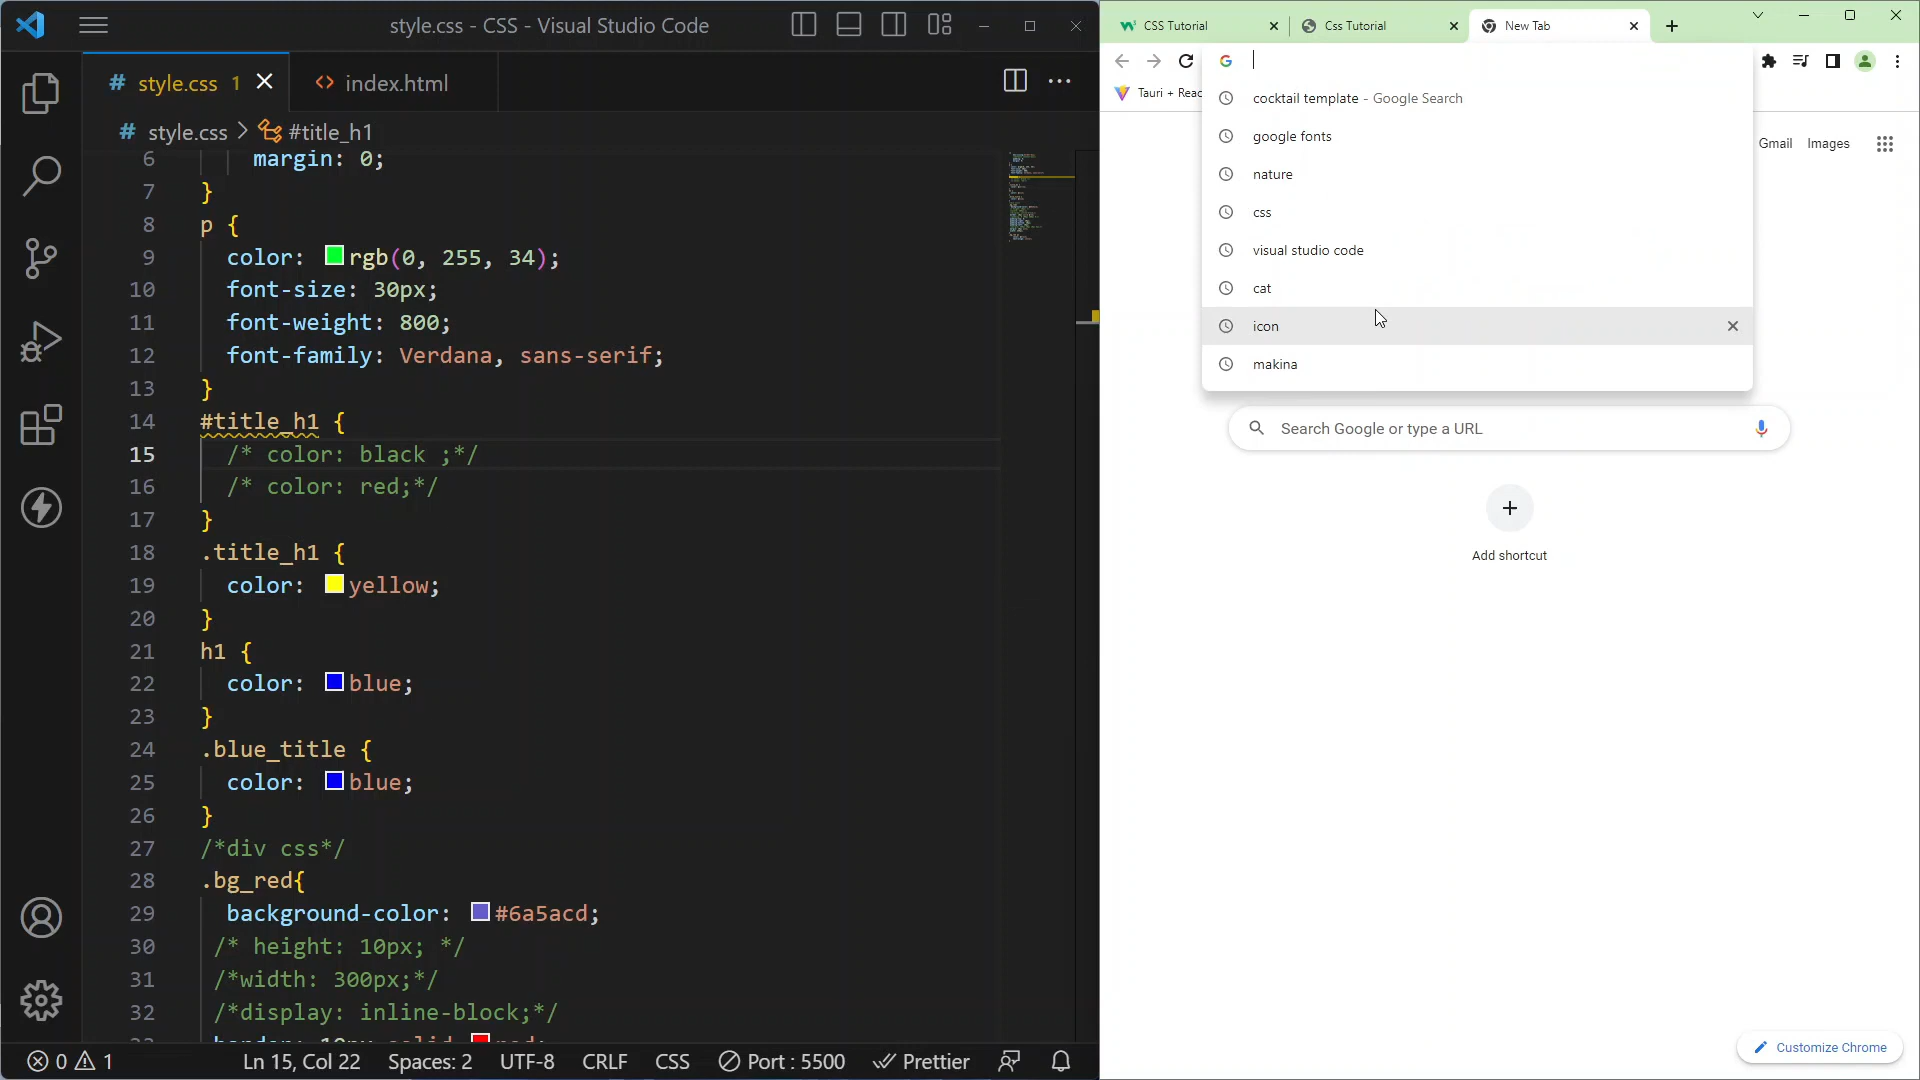 style.css - CSS - Visual Studio Code
# style.css 1
<> index.html
# style.css > #title_h1
6 margin: 0;
7 }
8 p {
9 color: rgb(0, 255, 34);
10 font-size: 30px;
11 font-weight: 800;
12 font-family: Verdana, sans-serif;
13 }
14 #title_h1 {
15 /* color: black ;*/
16 /* color: red;*/
17 }
18 .title_h1 {
19 color: yellow;
20 }
21 h1 {
22 color: blue;
23 }
24 .blue_title {
25 color: blue;
26 }
27 /*div css*/
28 .bg_red{
29 background-color: #6a5acd;
30 /* height: 10px; */
31 /*width: 300px;*/
32 /*display: inline-block;*/
0 1 Ln 15, Col 22 Spaces: 2 UTF-8 CRLF CSS Port : 5500 Prettier
CSS Tutorial
Css Tutorial
New Tab
Tauri + Reac
cocktail template - Google Search
google fonts
nature
css
visual studio code
cat
icon
makina
Gmail Images
Search Google or type a URL
Add shortcut
Customize Chrome